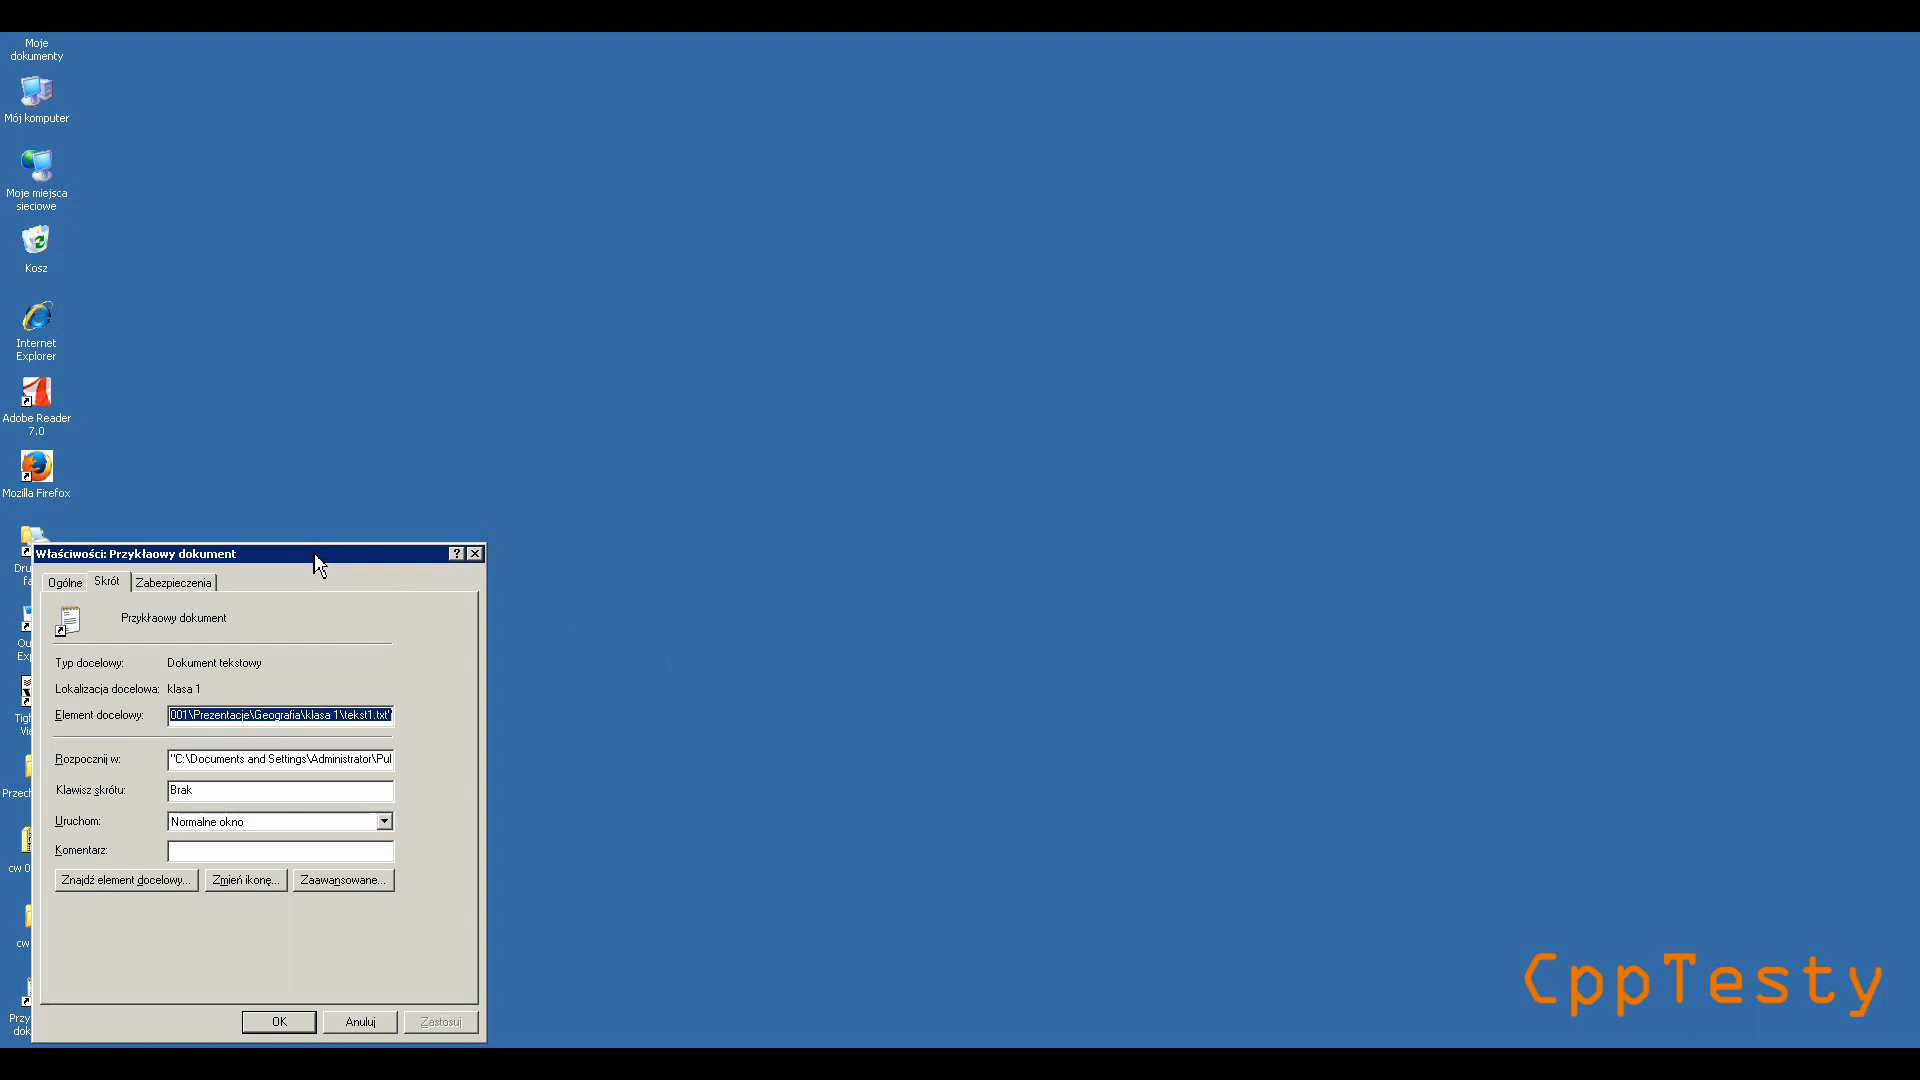 Moje
dokumenty
Mój komputer
Moje miejsca
sieciowe
Kosz
Internet
Explorer
Adobe Reader
7.0
Mozilla Firefox
Właściwości: Przykłaowy dokument
Ogólne
Skrót
Zabezpieczenia
Przykłaowy dokument
Typ docelowy: Dokument tekstowy
Lokalizacja docelowa: klasa 1
Element docelowy: 001\Prezentacje\Geografia\klasa 1\tekst1.txt"
Rozpocznij w: "C:\Documents and Settings\Administrator\Pul
Klawisz skrótu: Brak
Uruchom: Normalne okno
Komentarz:
Znajdź element docelowy... Zmień ikonę... Zaawansowane...
OK Anuluj Zastosuj
cw 0
cw
CppTesty